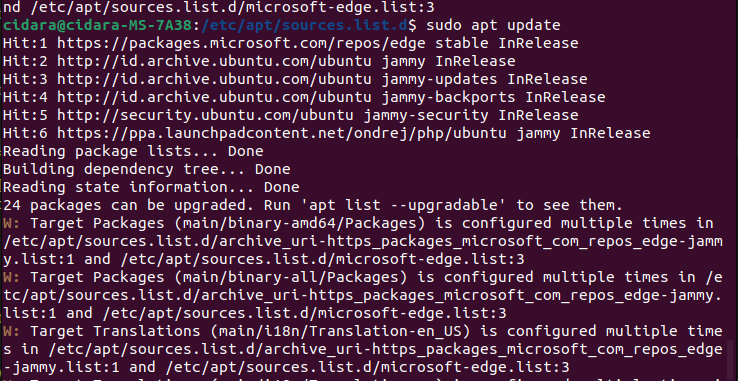 nd /etc/apt/sources.list.d/microsoft-edge.list:3
cidara@cidara-MS-7A38:/etc/apt/sources.list.d$ sudo apt update
Hit:1 https://packages.microsoft.com/repos/edge stable InRelease
Hit:2 http://id.archive.ubuntu.com/ubuntu jammy InRelease
Hit:3 http://id.archive.ubuntu.com/ubuntu jammy-updates InRelease
Hit:4 http://id.archive.ubuntu.com/ubuntu jammy-backports InRelease
Hit:5 http://security.ubuntu.com/ubuntu jammy-security InRelease
Hit:6 https://ppa.launchpadcontent.net/ondrej/php/ubuntu jammy InRelease
Reading package lists... Done
Building dependency tree... Done
Reading state information... Done
24 packages can be upgraded. Run 'apt list --upgradable' to see them.
W: Target Packages (main/binary-amd64/Packages) is configured multiple times in
/etc/apt/sources.list.d/archive_uri-https_packages_microsoft_com_repos_edge-jamm
y.list:1 and /etc/apt/sources.list.d/microsoft-edge.list:3
W: Target Packages (main/binary-all/Packages) is configured multiple times in /e
tc/apt/sources.list.d/archive_uri-https_packages_microsoft_com_repos_edge-jammy.
list:1 and /etc/apt/sources.list.d/microsoft-edge.list:3
W: Target Translations (main/i18n/Translation-en_US) is configured multiple time
s in /etc/apt/sources.list.d/archive_uri-https_packages_microsoft_com_repos_edge
-jammy.list:1 and /etc/apt/sources.list.d/microsoft-edge.list:3